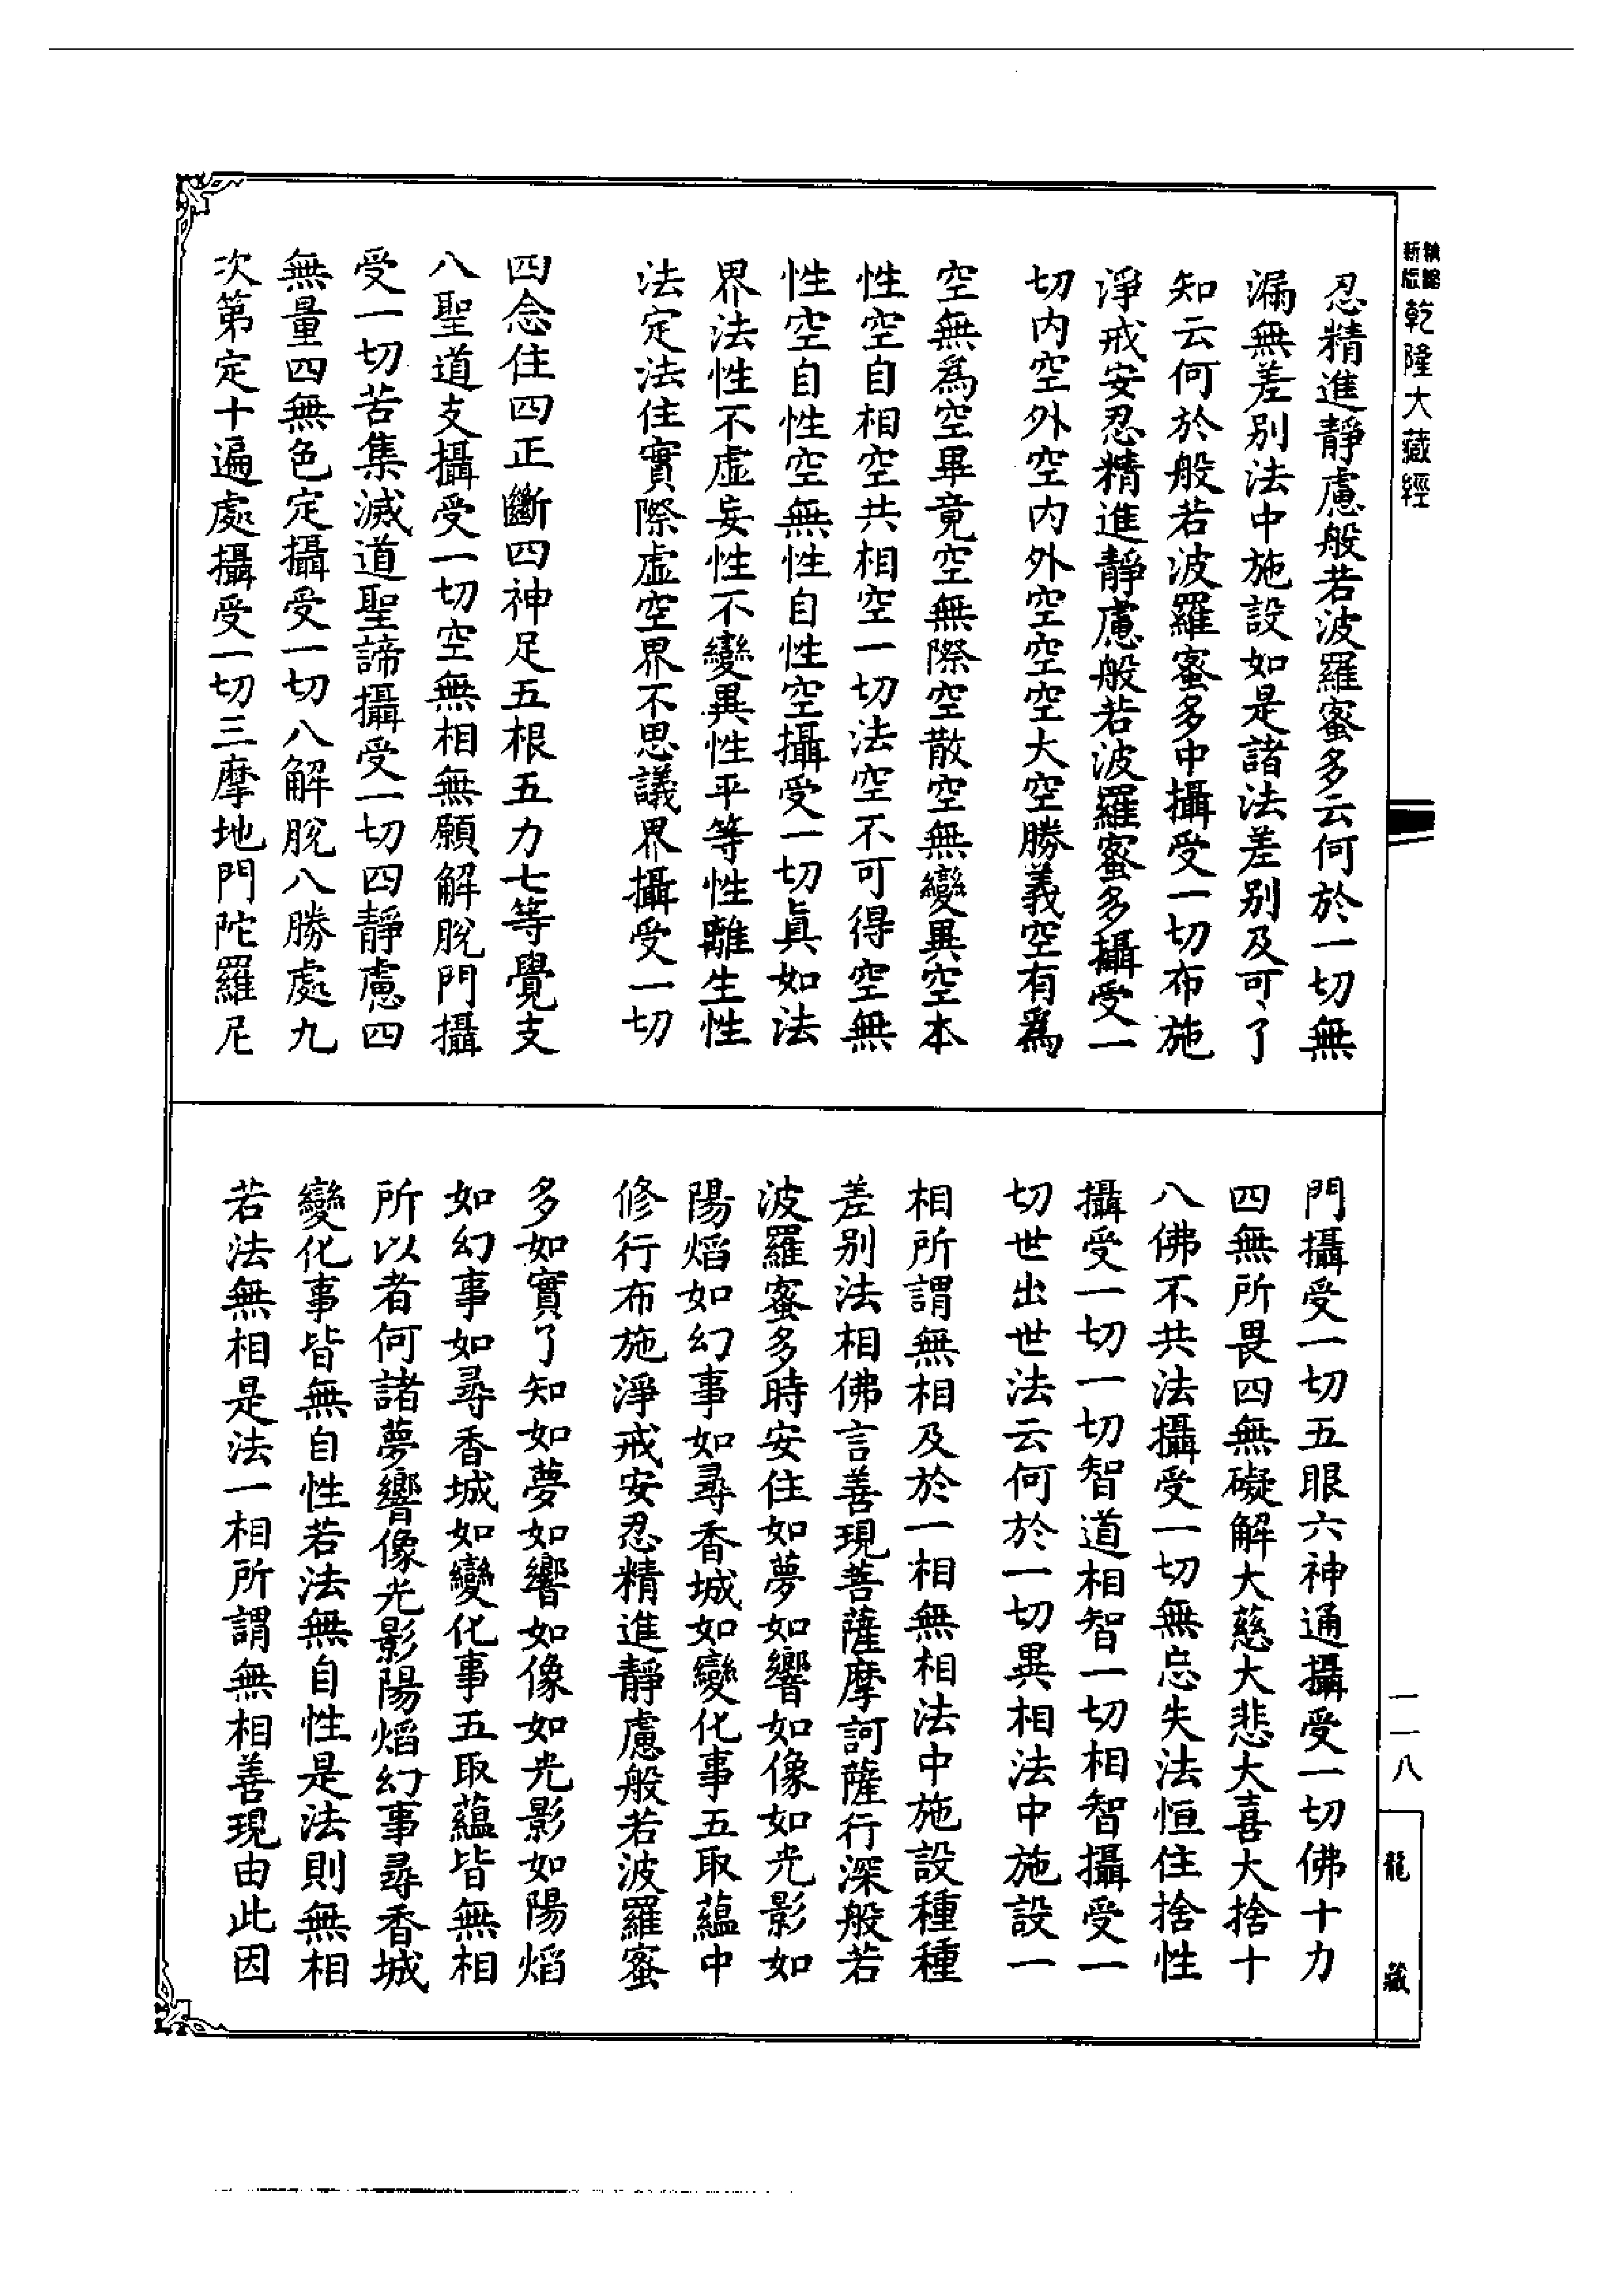 精縮
新版
乾隆大藏經
忍精進靜慮般若波羅蜜多云何於一切無
漏無差别法中施設如是諸法差别及可了
知云何於般若波羅蜜多中攝受一切布施
淨戒安忍精進靜慮般若波羅蜜多攝受一
切内空外空内外空空空大空勝義空有爲
空無爲空畢竟空無際空散空無變異空本
性空自相空共相空一切法空不可得空無
性空自性空無性自性空攝受一切眞如法
界法性不虛妄性不變異性平等性離生性
法定法住實際虛空界不思議界攝受一切
四念住四正斷四神足五根五力七等覺支
八聖道支攝受一切空無相無願解脫門攝
受一切苦集滅道聖諦攝受一切四靜慮四
無量四無色定攝受一切八解脫八勝處九
次第定十遍處攝受一切三摩地門陀羅尼
門攝受一切五眼六神通攝受一切佛十力
四無所畏四無礙解大慈大悲大喜大捨十
八佛不共法攝受一切無忘失法恒住捨性
攝受一切一切智道相智一切相智攝受一
切世出世法云何於一切異相法中施設一
相所謂無相及於一相無相法中施設種種
差别法相佛言善現菩薩摩訶薩行深般若
波羅蜜多時安住如夢如響如像如光影如
陽焰如幻事如尋香城如變化事五取蘊中
修行布施淨戒安忍精進靜慮般若波羅蜜
多如實了知如夢如響如像如光影如陽焰
如幻事如尋香城如變化事五取蘊皆無相
所以者何諸夢響像光影陽焰幻事尋香城
變化事皆無自性若法無自性是法則無相
若法無相是法一相所謂無相善現由此因
一一八
龍藏